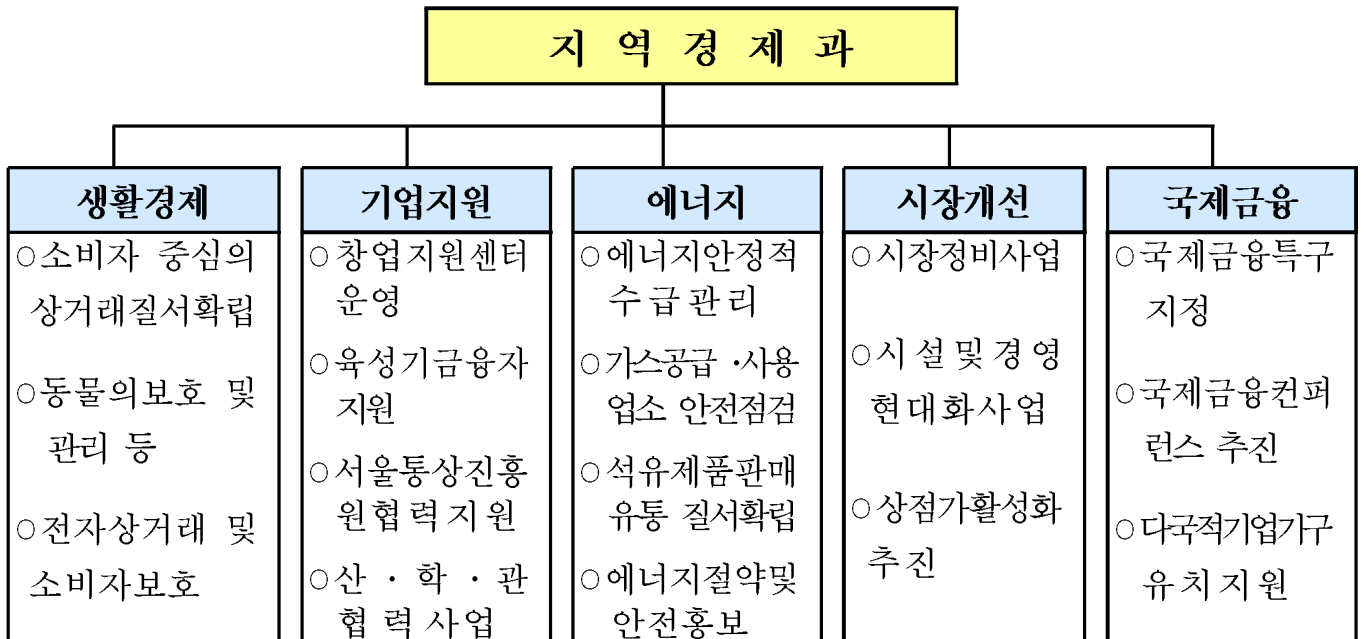 지 역 경 제 과
생활경제
○소비자 중심의
상거래질서확립
○동물의보호 및
관리 등
○전자상거래 및
소비자보호
기업지원
○창업지원센터
운영
○육성기금융자
지원
○서울통상진흥
원협력지원
○산 · 학 · 관
협 력 사 업
에너지
○에너지안정적
수급관리
○가스공급 ·사용
업소 안전점검
○석유제품판매
유통 질서확립
○에너지절약및
안전홍보
시장개선
○시장정비사업
○시설및경영
현대화사업
○상점가활성화
추진
국제금융
○국제금융특구
지정
○국제금융컨퍼
런스 추진
○다국적기업기구
유치지원